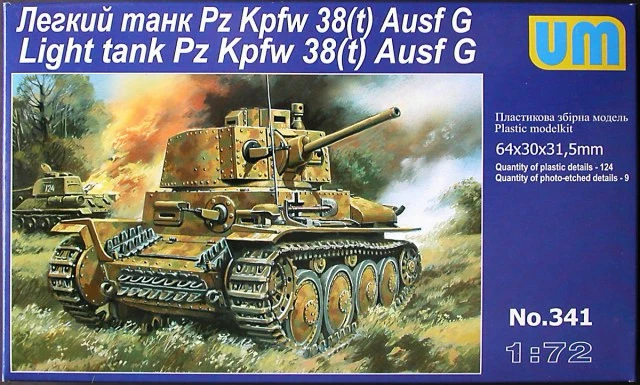 Легкий танк Pz Kpfw 38(t) Ausf G
Light tank Pz Kpfw 38(t) Ausf G
um
Пластикова збірна модель
Plastic modelkit
64x30x31,5mm
Quantity of plastic details - 124
Quantity of photo-etched details - 9
724
No.341
1:72